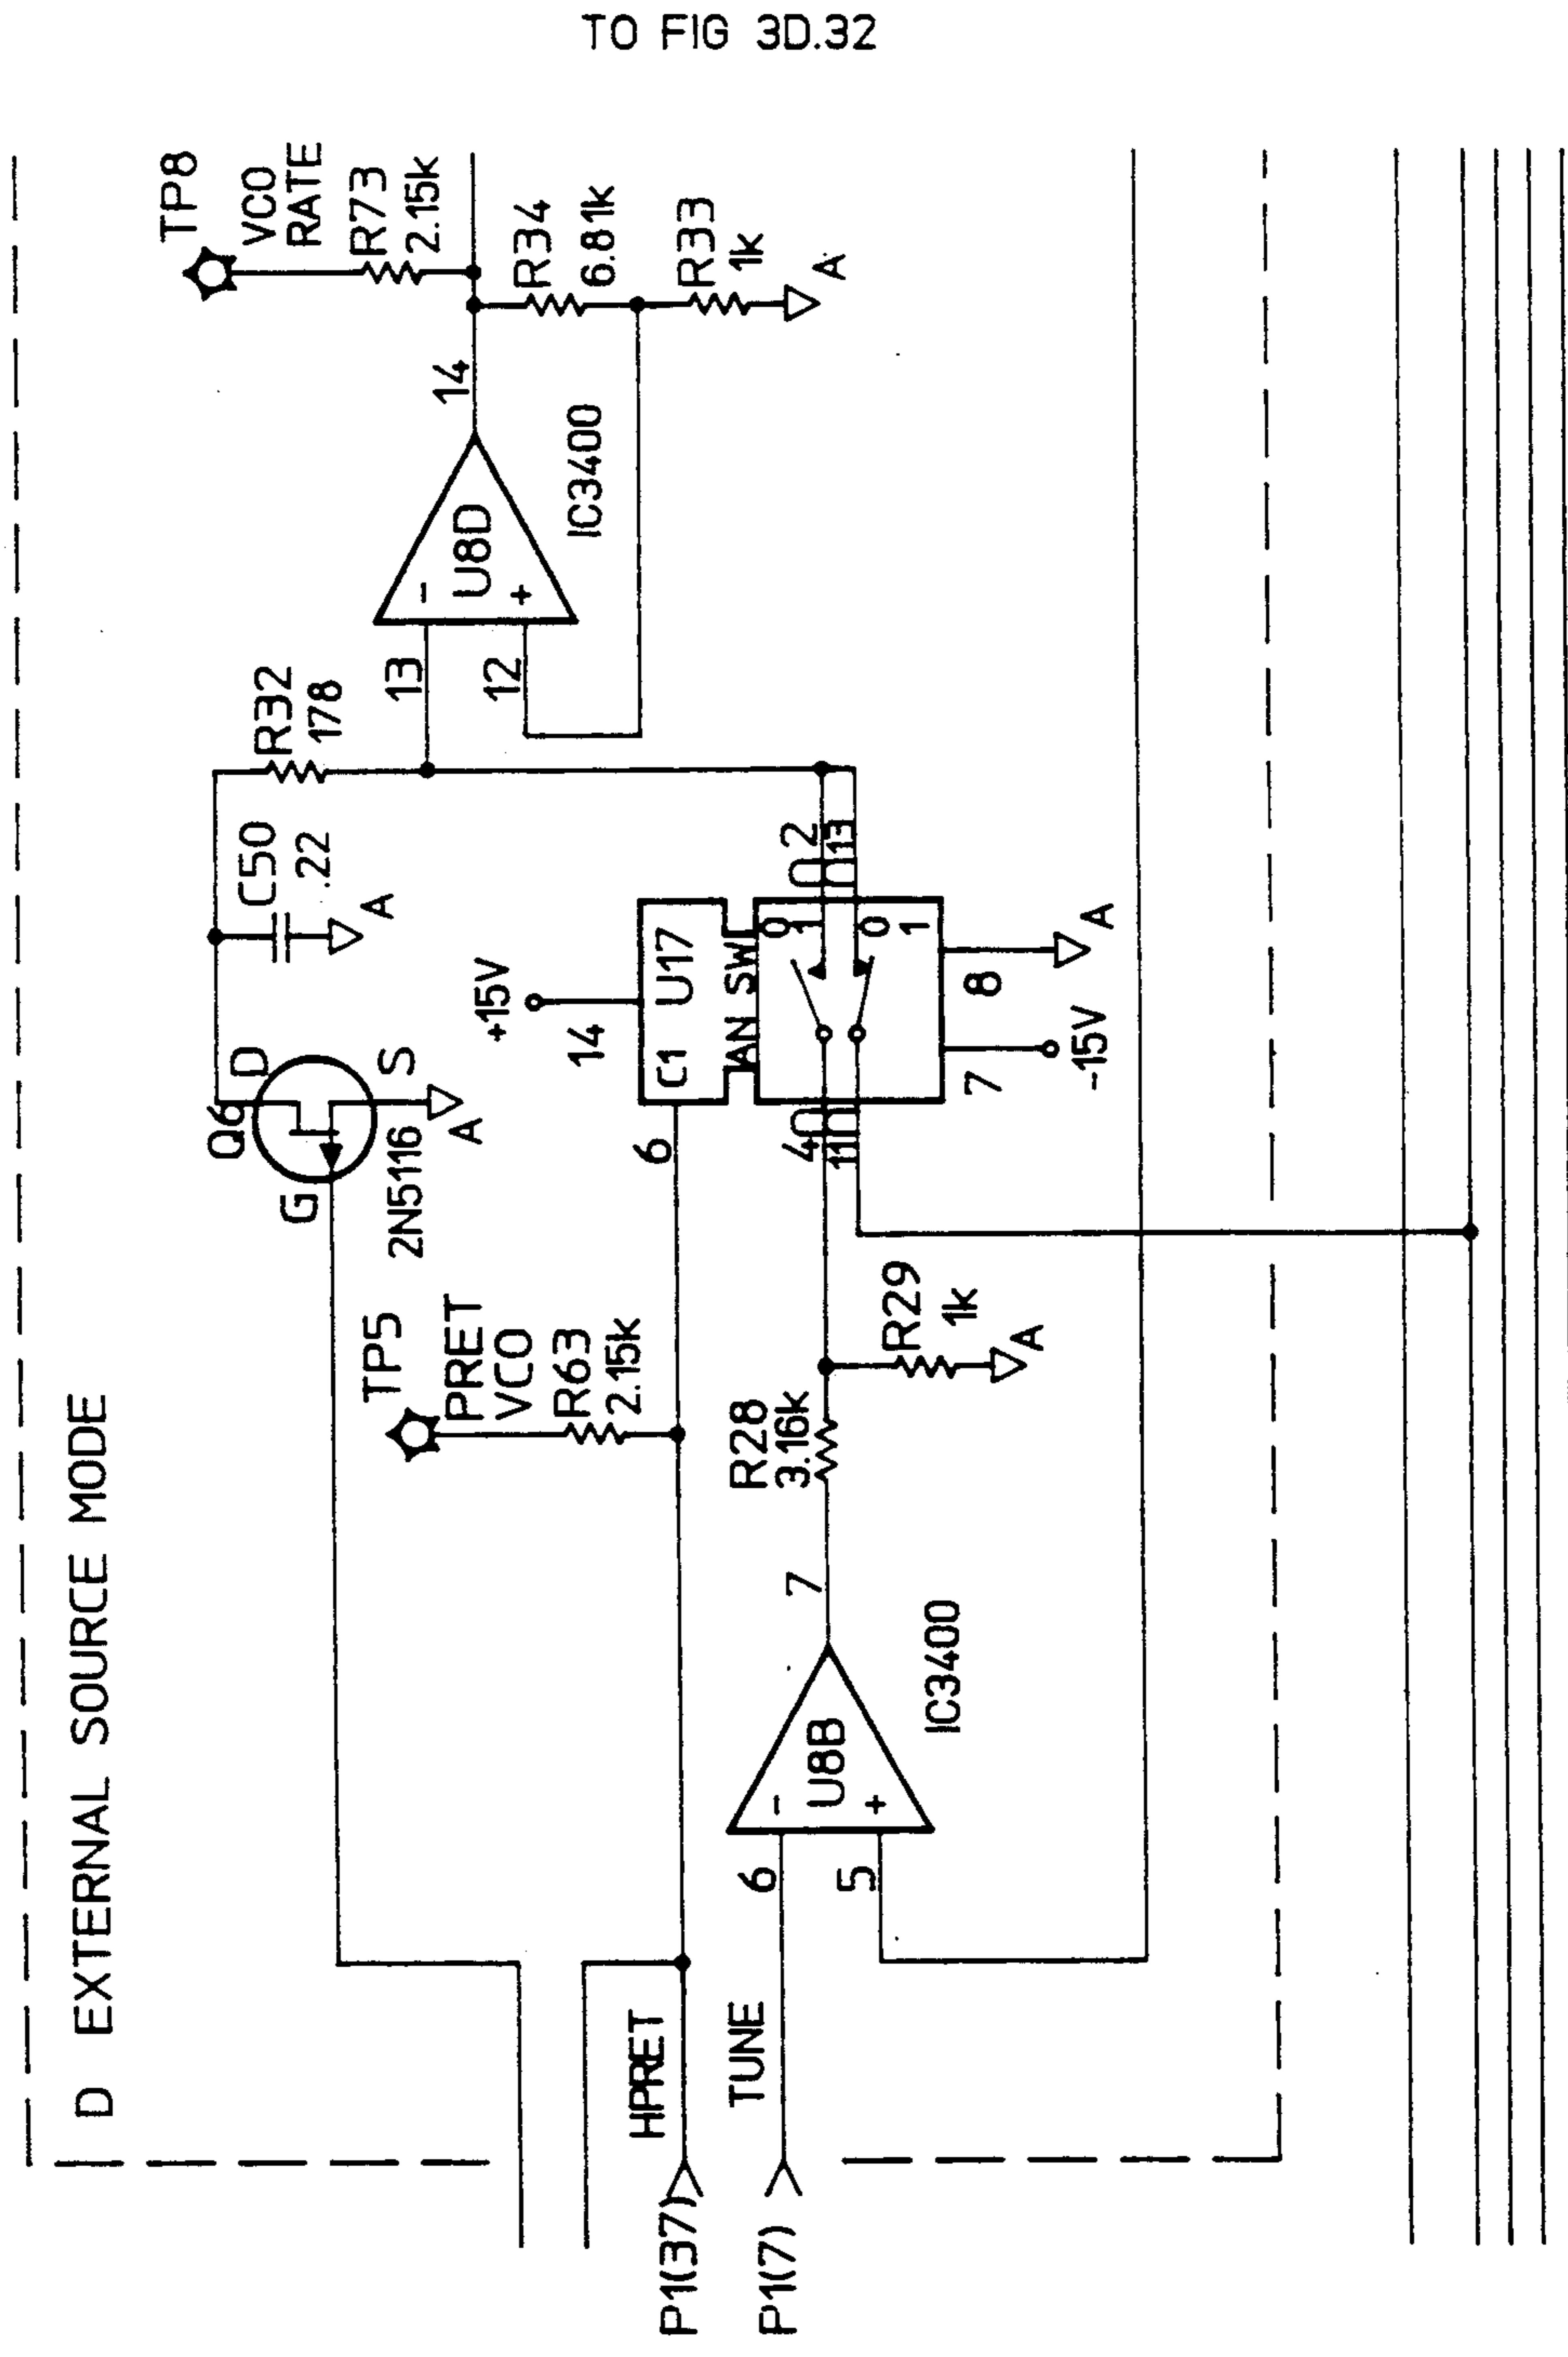 TO FIG 3D.32
D EXTERNAL SOURCE MODE
TP8
VCO
RATE
R73
2.15k
R34
6.81k
R33
1k
A
14
U8D
-
+
IC3400
13
12
R32
178
C50
.22
A
Q6
D
S
G
2N5116
A
+15V
14
C1 U17
AN SW
0
1
0
1
2
13
4
11
6
8
A
7
-15V
TP5
PRET
VCO
R63
2.15k
R28
3.16k
R29
1k
A
7
U8B
-
+
IC3400
6
5
HPRET
TUNE
P1(37)
P1(7)